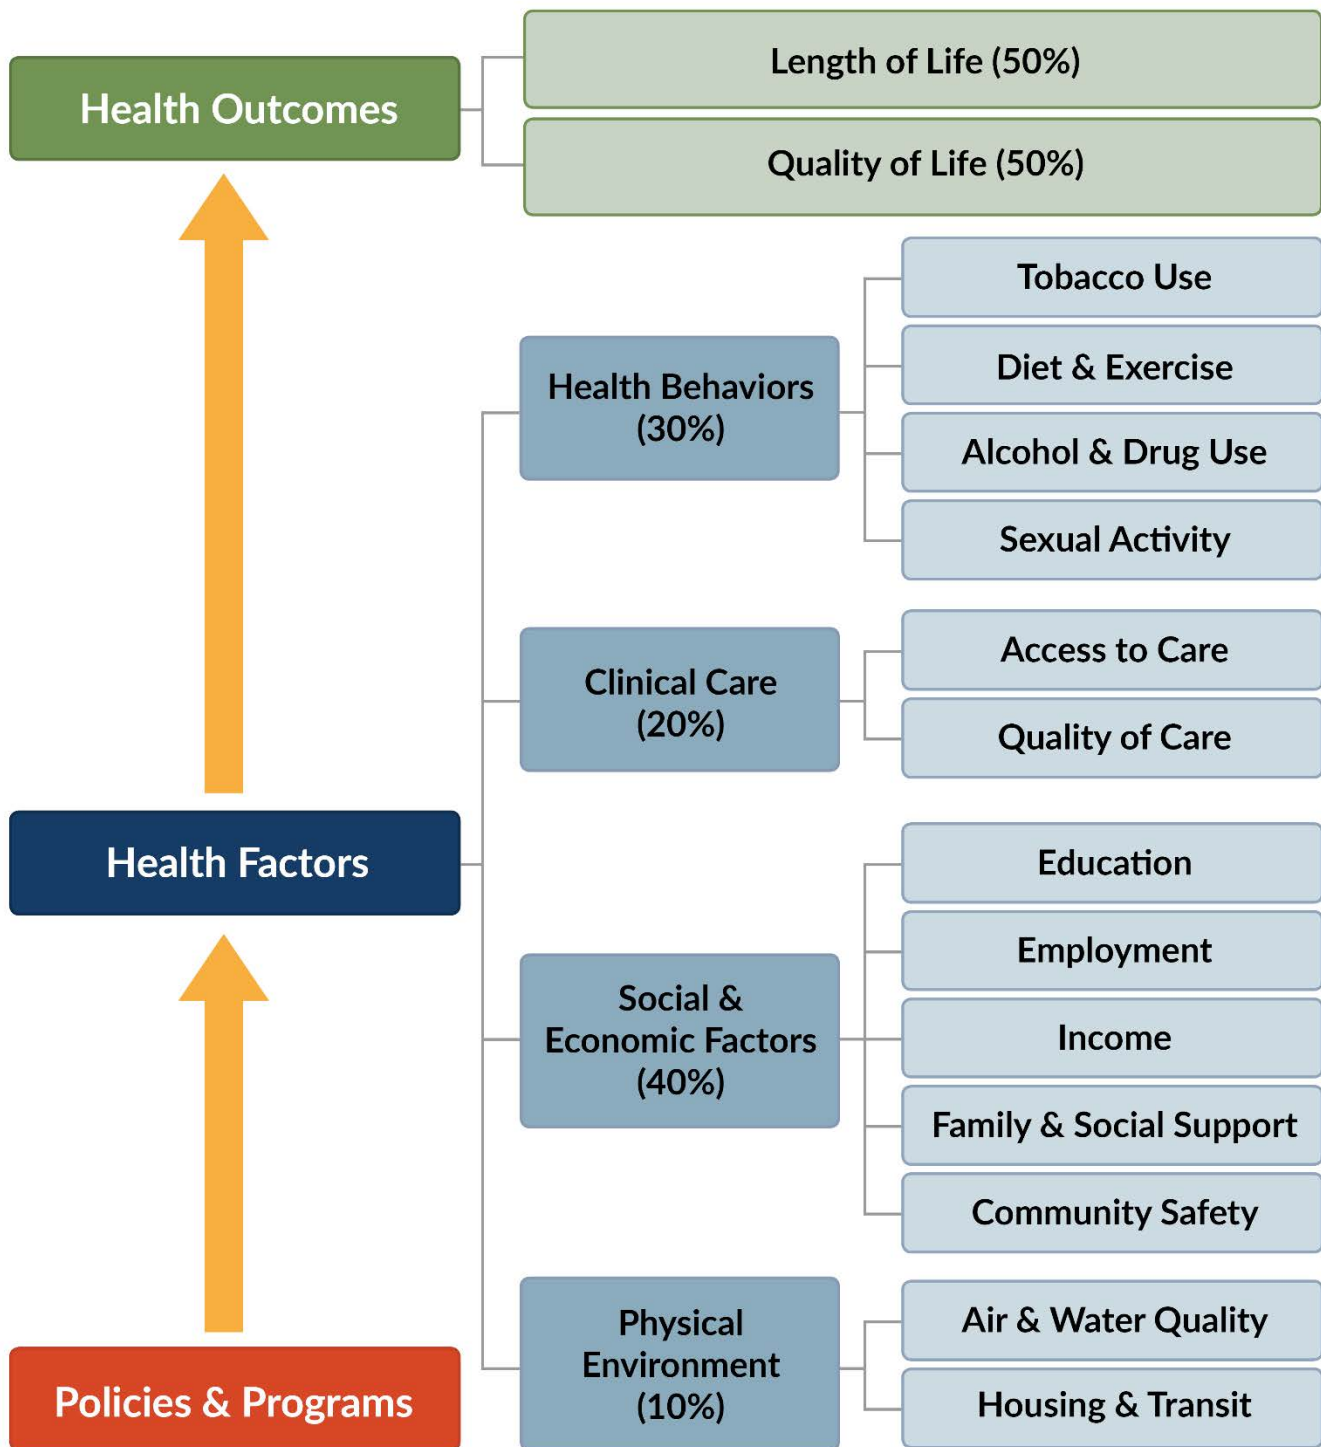 Health Outcomes
Length of Life (50%)
Quality of Life (50%)
Health Factors
Health Behaviors
(30%)
Tobacco Use
Diet & Exercise
Alcohol & Drug Use
Sexual Activity
Clinical Care
(20%)
Access to Care
Quality of Care
Social &
Economic Factors
(40%)
Education
Employment
Income
Family & Social Support
Community Safety
Physical
Environment
(10%)
Air & Water Quality
Housing & Transit
Policies & Programs